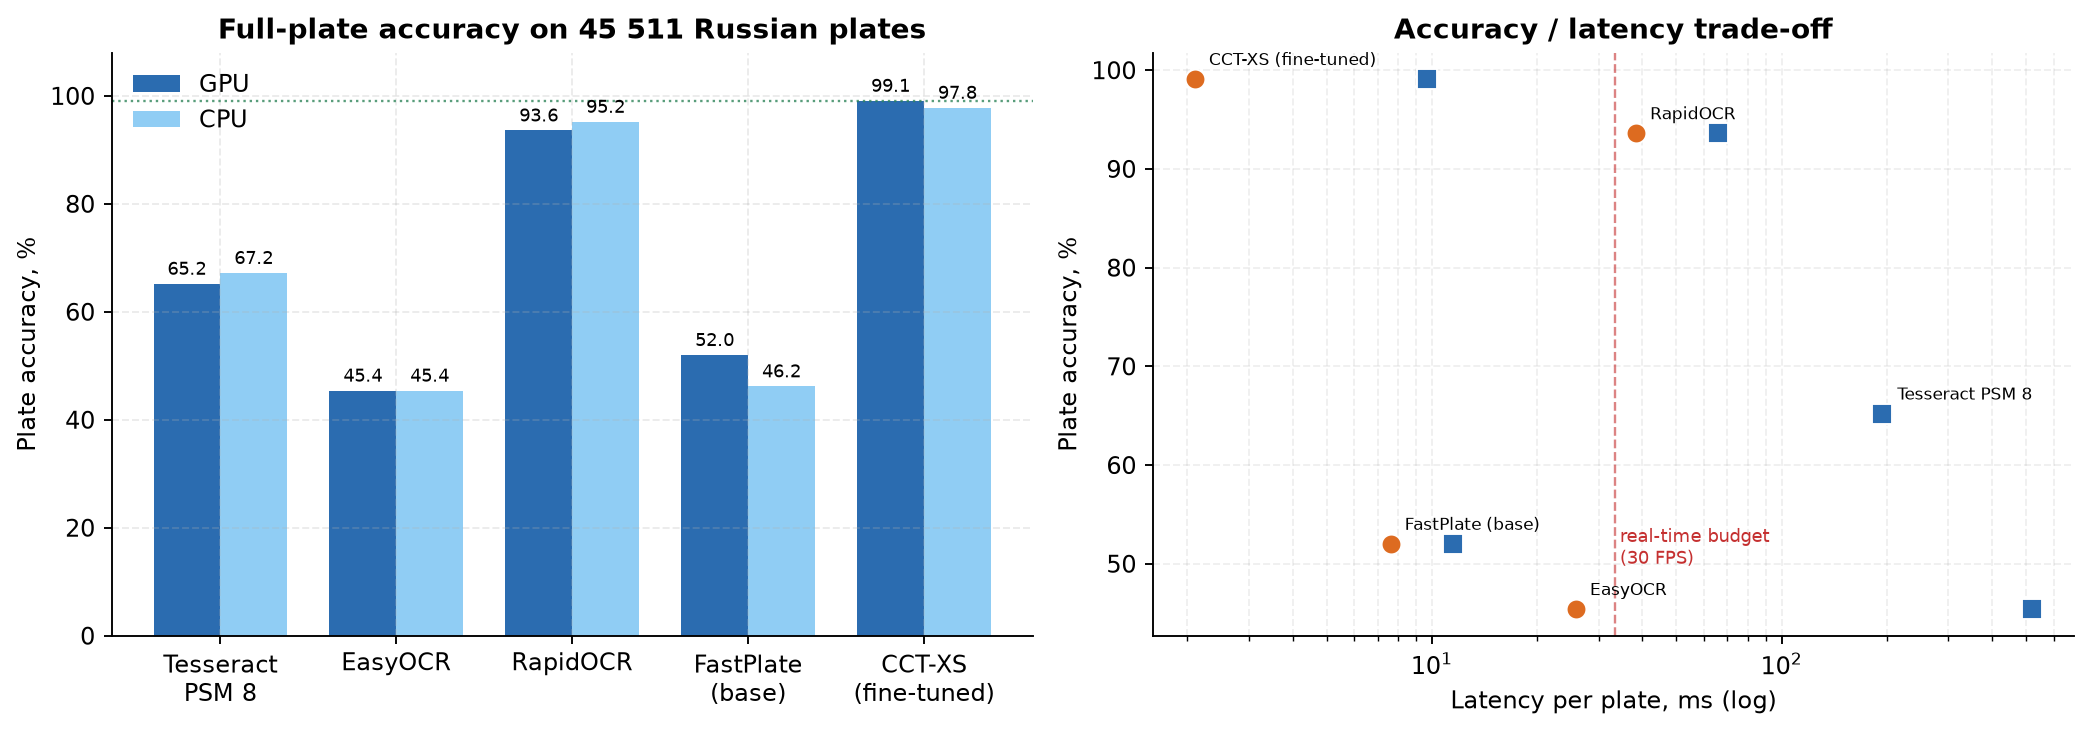 Full-plate accuracy on 45 511 Russian plates
GPU
CPU
Plate accuracy, %
100
80
60
40
20
0
65.2
67.2
45.4
45.4
93.6
95.2
52.0
46.2
99.1
97.8
Tesseract
PSM 8
EasyOCR
RapidOCR
FastPlate
(base)
CCT-XS
(fine-tuned)
Accuracy / latency trade-off
Plate accuracy, %
100
90
80
70
60
50
CCT-XS (fine-tuned)
RapidOCR
Tesseract PSM 8
FastPlate (base)
real-time budget
(30 FPS)
EasyOCR
10¹
10²
Latency per plate, ms (log)